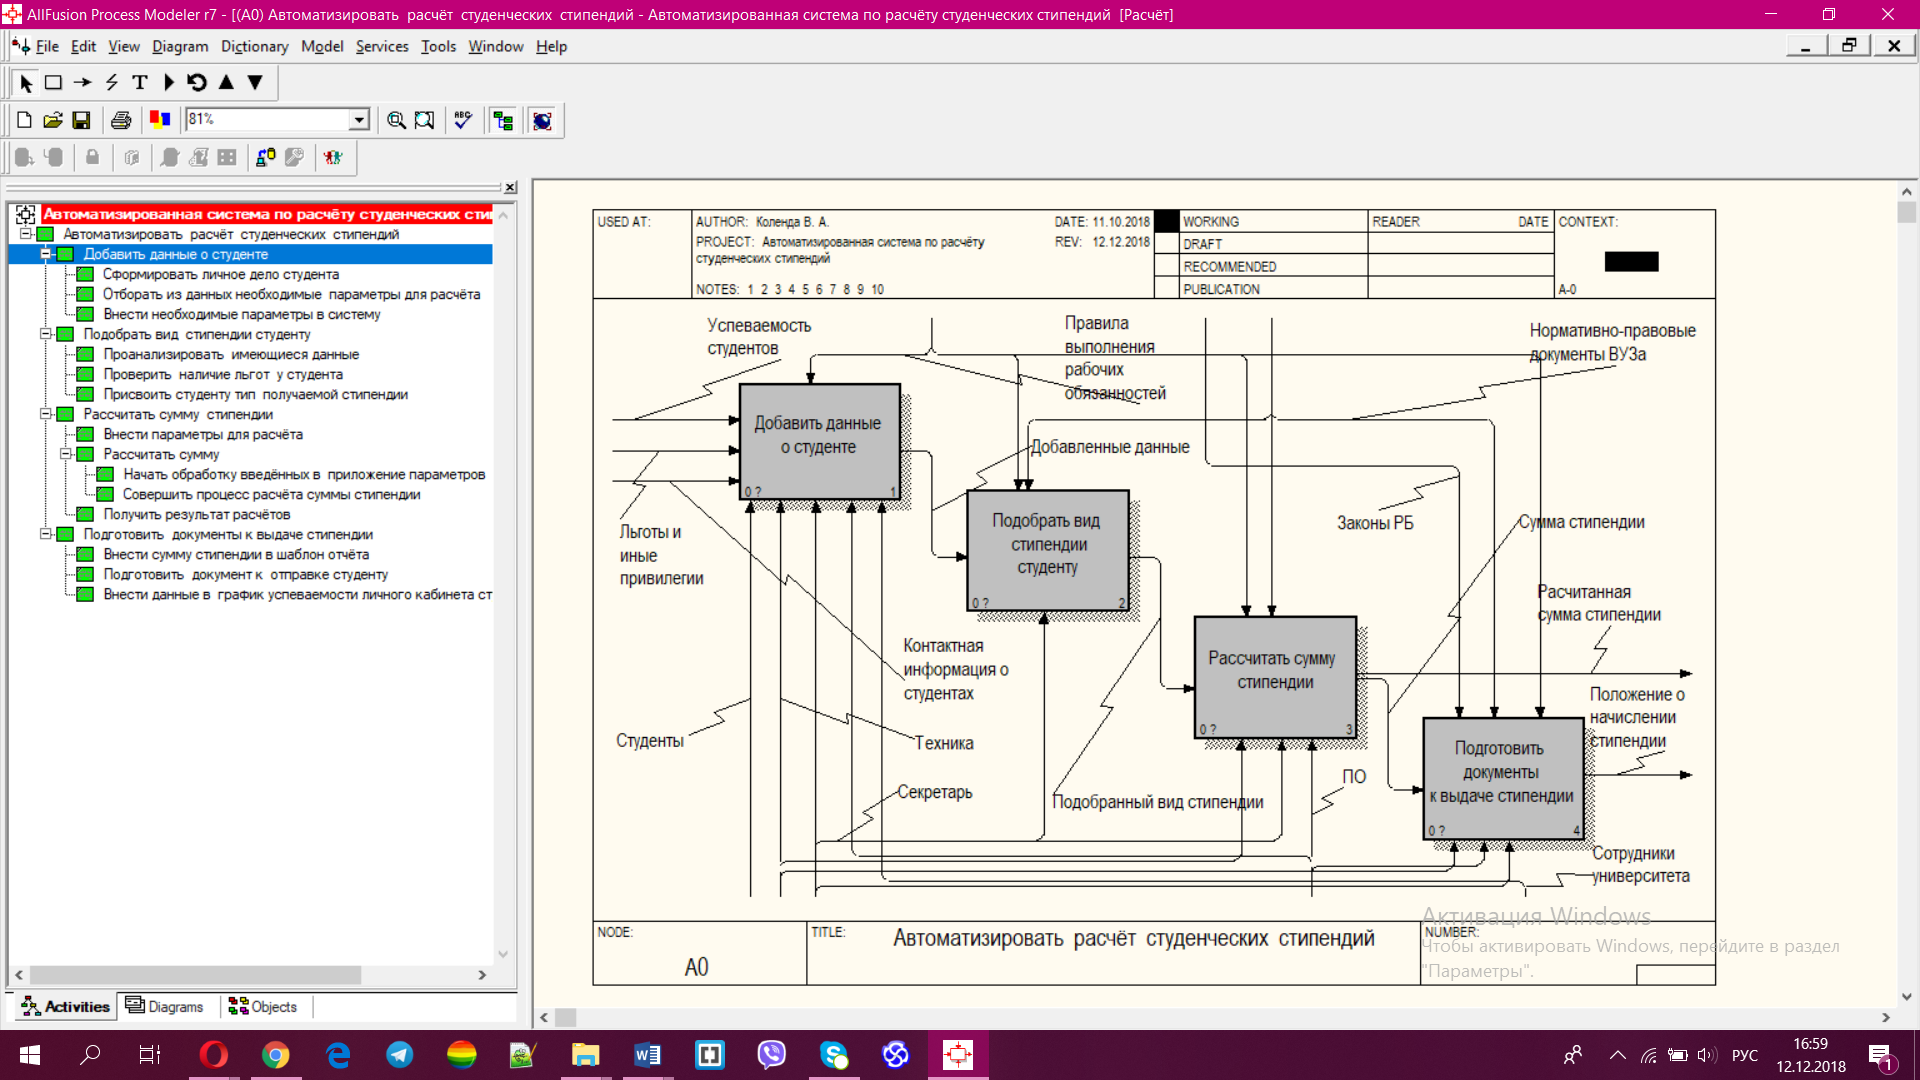 AllFusion Process Modeler r7 - [(A0) Автоматизировать расчёт студенческих стипендий - Автоматизированная система по расчёту студенческих стипендий [Расчёт]
File Edit View Diagram Dictionary Model Services Tools Window Help
T
81%
ABC
Автоматизированная система по расчёту студенческих сти
Автоматизировать расчёт студенческих стипендий
Добавить данные о студенте
Сформировать личное дело студента
Отборать из данных необходимые параметры для расчёта
Внести необходимые параметры в систему
Подобрать вид стипендии студенту
Проанализировать имеющиеся данные
Проверить наличие льгот у студента
Присвоить студенту тип получаемой стипендии
Рассчитать сумму стипендии
Внести параметры для расчёта
Рассчитать сумму
Начать обработку введённых в приложение параметров
Совершить процесс расчёта суммы стипендии
Получить результат расчётов
Подготовить документы к выдаче стипендии
Внести сумму стипендии в шаблон отчёта
Подготовить документ к отправке студенту
Внести данные в график успеваемости личного кабинета ст
Activities Diagrams Objects
USED AT:
AUTHOR: Коленда В. А.
DATE: 11.10.2018
PROJECT: Автоматизированная система по расчёту
студенческих стипендий
REV: 12.12.2018
NOTES: 1 2 3 4 5 6 7 8 9 10
WORKING
DRAFT
RECOMMENDED
PUBLICATION
READER DATE
CONTEXT:
A-0
Успеваемость
студентов
Правила
выполнения
рабочих
обязанностей
Нормативно-правовые
документы ВУЗа
Добавить данные
о студенте
0 ? 1
Добавленные данные
Подобрать вид
стипендии
студенту
0 ? 2
Законы РБ
Сумма стипендии
Льготы и
иные
привилегии
Расчитанная
сумма стипендии
Контактная
информация о
студентах
Рассчитать сумму
стипендии
0 ? 3
Положение о
начислении
стипендии
Студенты
Техника
Секретарь
Подобранный вид стипендии
ПО
Подготовить
документы
к выдаче стипендии
0 ? 4
Сотрудники
университета
NODE:
A0
TITLE:
Автоматизировать расчёт студенческих стипендий
NUMBER:
Активация Windows
Чтобы активировать Windows, перейдите в раздел
"Параметры".
РУС
16:59
12.12.2018
1